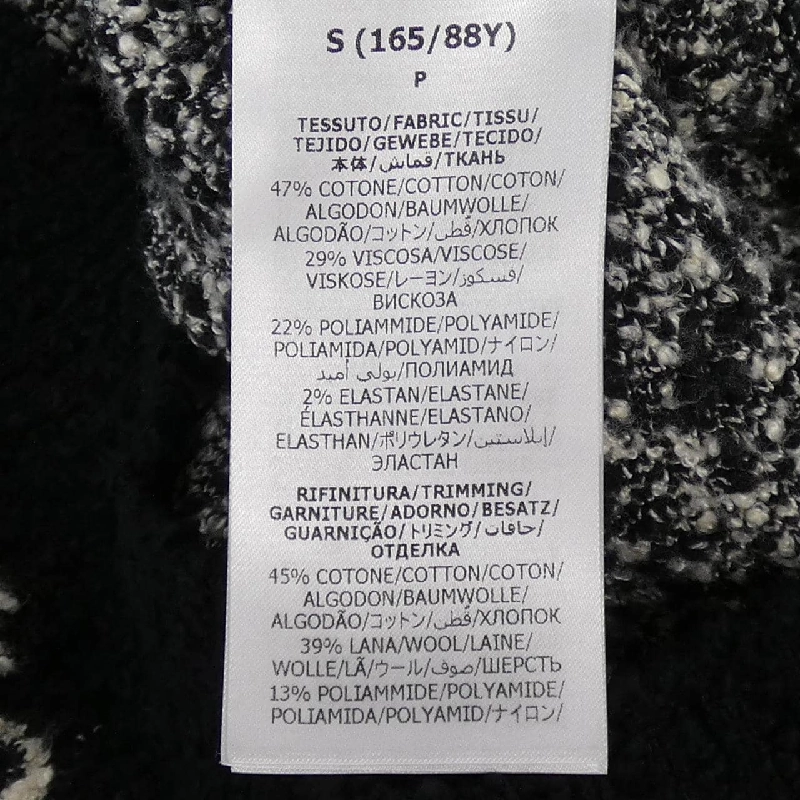 S (165/88Y)
P
TESSUTO/FABRIC/TISSU/
TEJIDO/GEWEBE/TECIDO/
本体/قماش/ТКАНЬ
47% COTONE/COTTON/COTON/
ALGODON/BAUMWOLLE/
ALGODÃO/コットン/قطن/ХЛОПОК
29% VISCOSA/VISCOSE/
VISKOSE/レーヨン/فسكوز/
ВИСКОЗА
22% POLIAMMIDE/POLYAMIDE/
POLIAMIDA/POLYAMID/ナイロン/
بولي أميد/ПОЛИАМИД
2% ELASTAN/ELASTANE/
ÉLASTHANNE/ELASTANO/
ELASTHAN/ポリウレタン/إيلاستين/
ЭЛАСТАН
RIFINITURA/TRIMMING/
GARNITURE/ADORNO/BESATZ/
GUARNIÇÃO/トリミング/حافات/
ОТДЕЛКА
45% COTONE/COTTON/COTON/
ALGODON/BAUMWOLLE/
ALGODÃO/コットン/قطن/ХЛОПОК
39% LANA/WOOL/LAINE/
WOLLE/LÃ/ウール/صوف/ШЕРСТЬ
13% POLIAMMIDE/POLYAMIDE/
POLIAMIDA/POLYAMID/ナイロン/